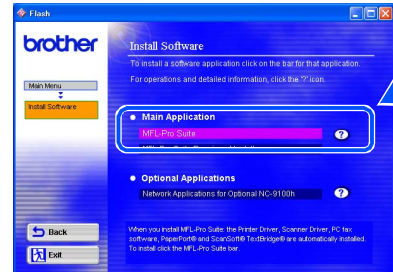 Flash
brother
Install Software
To install a software application click on the bar for that application.
For operations and detailed information, click the '?' icon.
Main Menu
Install Software
Main Application
MFL-Pro Suite
?
Optional Applications
Network Applications for Optional NC-9100h
?
Back
Exit
When you install MFL-Pro Suite: the Printer Driver, Scanner Driver, PC fax
software, PaperPort® and ScanSoft® TextBridge® are automatically installed.
To install click the MFL-Pro Suite bar.